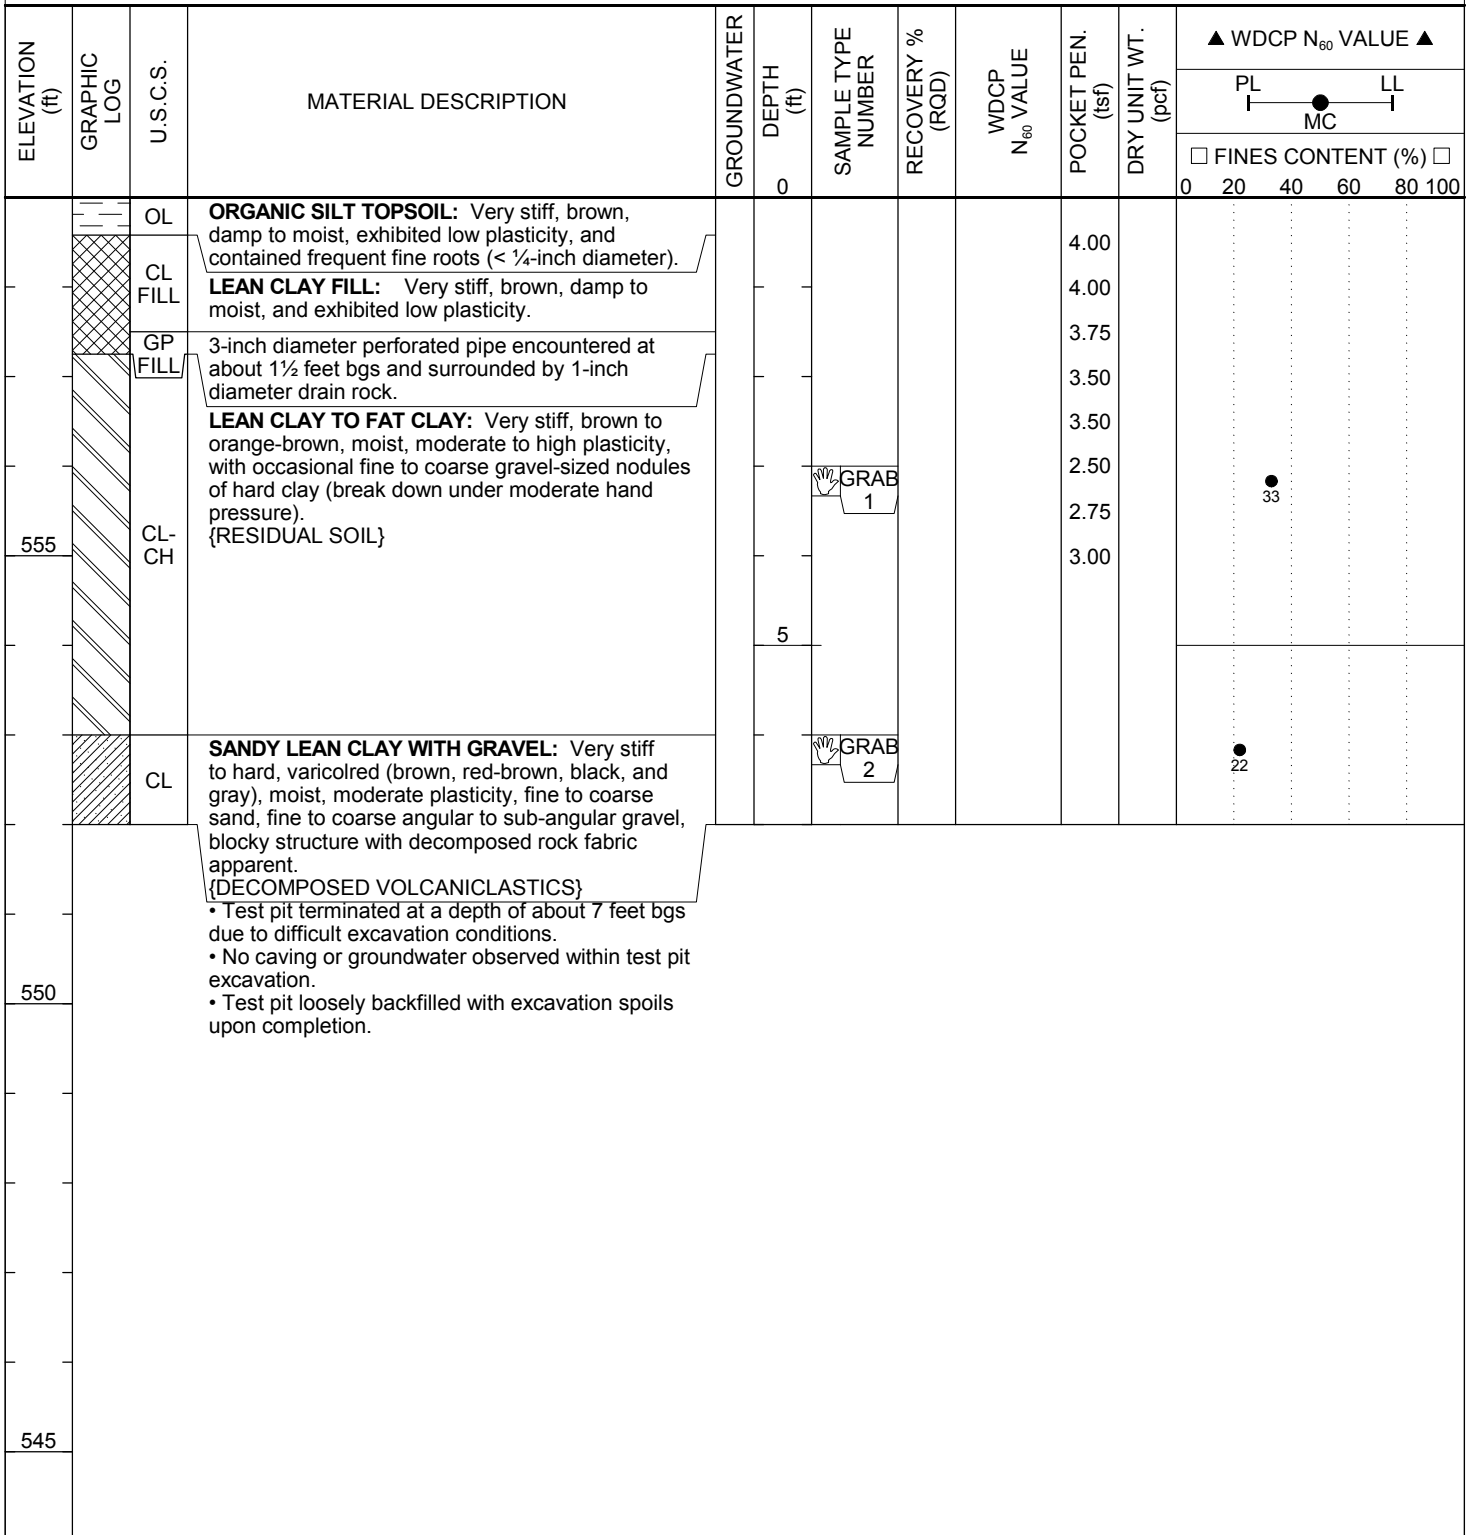 ELEVATION
(ft)
GRAPHIC
LOG
U.S.C.S.
MATERIAL DESCRIPTION
GROUNDWATER
DEPTH
(ft)
0
SAMPLE TYPE
NUMBER
RECOVERY %
(RQD)
WDCP
N60 VALUE
POCKET PEN.
(tsf)
DRY UNIT WT.
(pcf)
▲ WDCP N60 VALUE ▲
PL LL
MC
□ FINES CONTENT (%) □
0 20 40 60 80 100
OL
ORGANIC SILT TOPSOIL: Very stiff, brown,
damp to moist, exhibited low plasticity, and
contained frequent fine roots (< ¼-inch diameter).
4.00
CL
FILL
LEAN CLAY FILL: Very stiff, brown, damp to
moist, and exhibited low plasticity.
4.00
3.75
GP
FILL
3-inch diameter perforated pipe encountered at
about 1½ feet bgs and surrounded by 1-inch
diameter drain rock.
3.50
CL-
CH
LEAN CLAY TO FAT CLAY: Very stiff, brown to
orange-brown, moist, moderate to high plasticity,
with occasional fine to coarse gravel-sized nodules
of hard clay (break down under moderate hand
pressure).
{RESIDUAL SOIL}
3.50
2.50
GRAB
1
33
2.75
555
3.00
5
CL
SANDY LEAN CLAY WITH GRAVEL: Very stiff
to hard, varicolred (brown, red-brown, black, and
gray), moist, moderate plasticity, fine to coarse
sand, fine to coarse angular to sub-angular gravel,
blocky structure with decomposed rock fabric
apparent.
{DECOMPOSED VOLCANICLASTICS}
GRAB
2
22
• Test pit terminated at a depth of about 7 feet bgs
due to difficult excavation conditions.
• No caving or groundwater observed within test pit
excavation.
• Test pit loosely backfilled with excavation spoils
upon completion.
550
545